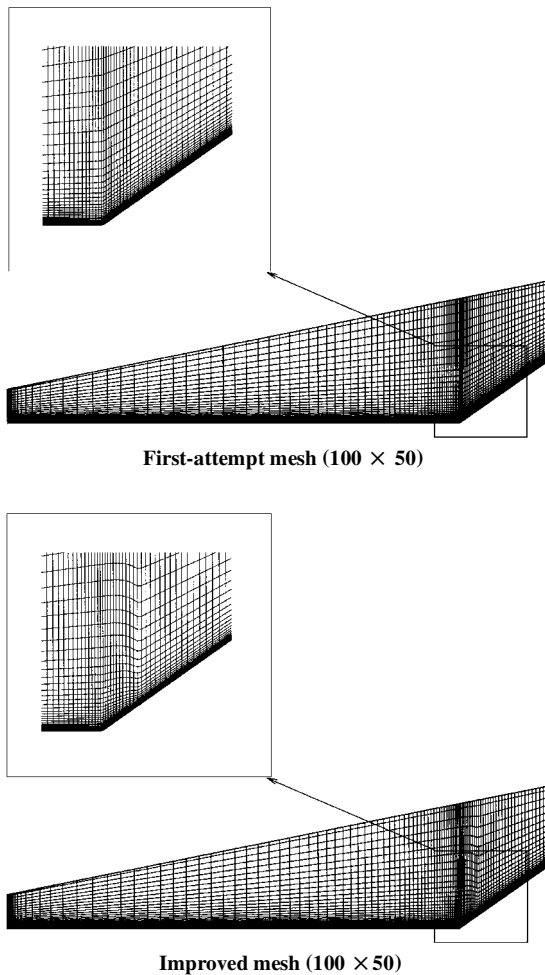 First-attempt mesh (100 × 50)
Improved mesh (100 × 50)